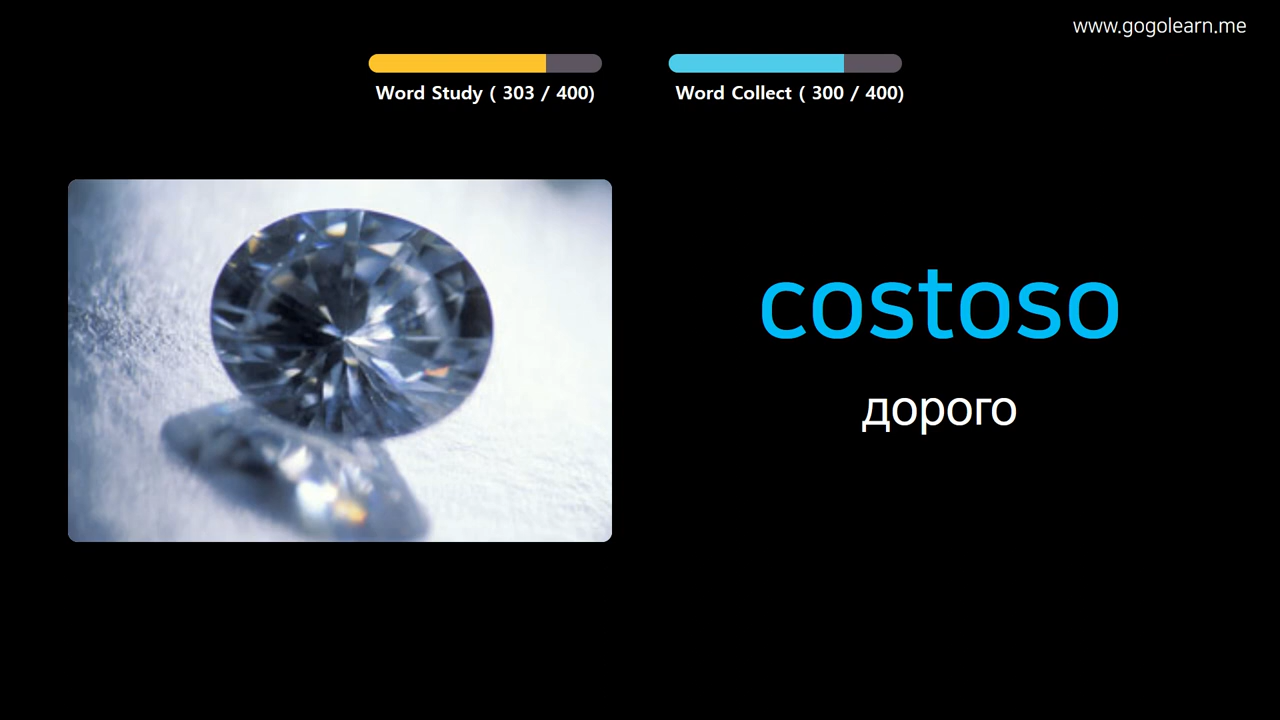 www.gogolearn.me
Word Study ( 303 / 400)
Word Collect ( 300 / 400)
costoso
дорого